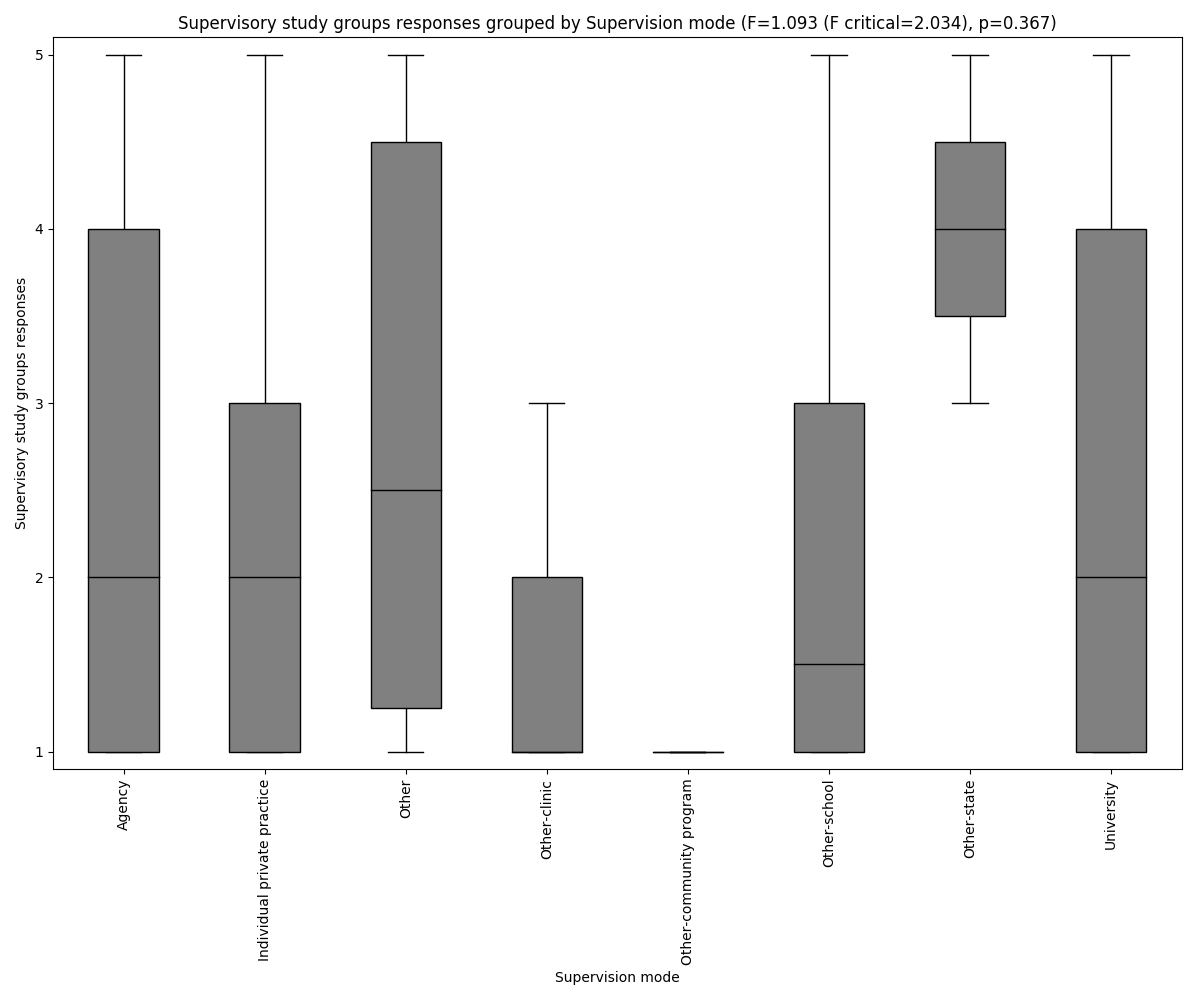 Supervisory study groups responses grouped by Supervision mode (F=1.093 (F critical=2.034), p=0.367)
Supervisory study groups responses
5
4
3
2
1
Agency
Individual private practice
Other
Other-clinic
Other-community program
Other-school
Other-state
University
Supervision mode